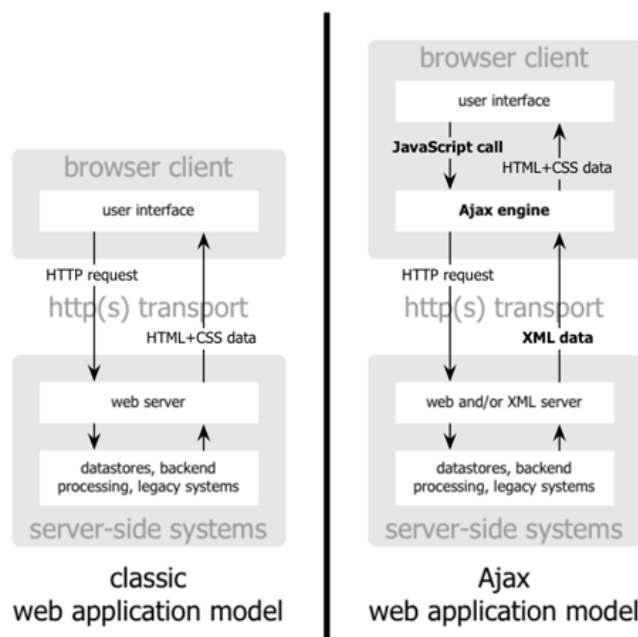 browser client
user interface
HTTP request
http(s) transport
HTML+CSS data
web server
datastores, backend
processing, legacy systems
server-side systems
classic
web application model
browser client
user interface
JavaScript call
HTML+CSS data
Ajax engine
HTTP request
http(s) transport
XML data
web and/or XML server
datastores, backend
processing, legacy systems
server-side systems
Ajax
web application model